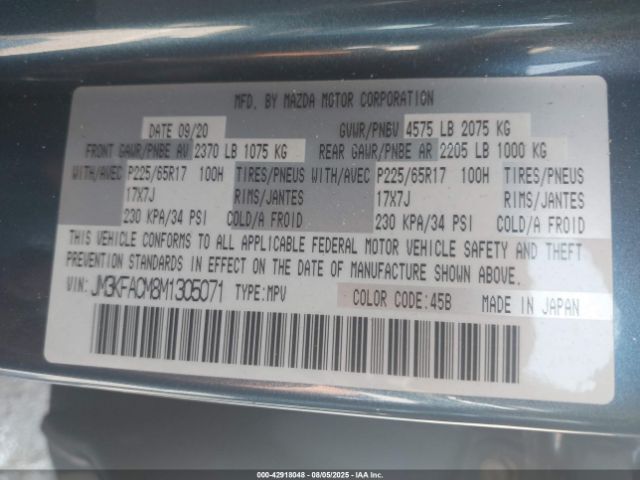 MFD. BY MAZDA MOTOR CORPORATION
DATE 09/20 GVWR/PNBV 4575 LB 2075 KG
FRONT GAWR/PNBE AV 2370 LB 1075 KG REAR GAWR/PNBE AR 2205 LB 1000 KG
WITH/AVEC P225/65R17 100H TIRES/PNEUS WITH/AVEC P225/65R17 100H TIRES/PNEUS
17X7J RIMS/JANTES 17X7J RIMS/JANTES
230 KPA/34 PSI COLD/A FROID 230 KPA/34 PSI COLD/A FROID
THIS VEHICLE CONFORMS TO ALL APPLICABLE FEDERAL MOTOR VEHICLE SAFETY AND THEFT
PREVENTION STANDARDS IN EFFECT ON THE DATE OF MANUFACTURE SHOWN ABOVE.
VIN: JM3KFACM8M1305071 TYPE:MPV COLOR CODE:45B MADE IN JAPAN
000-42918048 - 08/05/2025 - COPYRIGHT IAA, LLC.